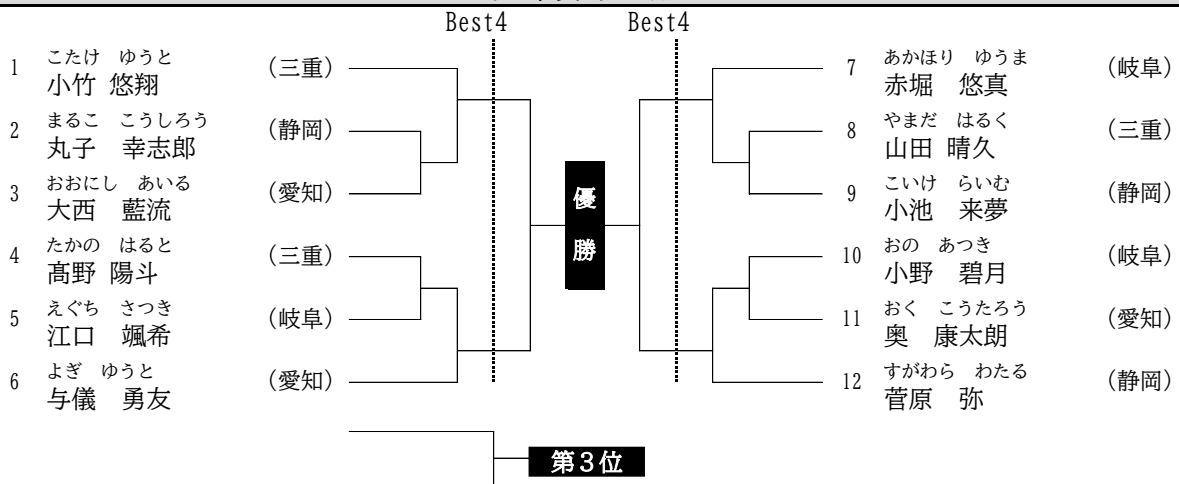 Best4 Best4
こたけ ゆうと
1 小竹 悠翔 (三重)
まるこ こうしろう
2 丸子 幸志郎 (静岡)
おおにし あいる
3 大西 藍流 (愛知)
たかの はると
4 髙野 陽斗 (三重)
えぐち さつき
5 江口 颯希 (岐阜)
よぎ ゆうと
6 与儀 勇友 (愛知)
優
勝
あかほり ゆうま
7 赤堀 悠真 (岐阜)
やまだ はるく
8 山田 晴久 (三重)
こいけ らいむ
9 小池 来夢 (静岡)
おの あつき
10 小野 碧月 (岐阜)
おく こうたろう
11 奥 康太朗 (愛知)
すがわら わたる
12 菅原 弥 (静岡)
第3位